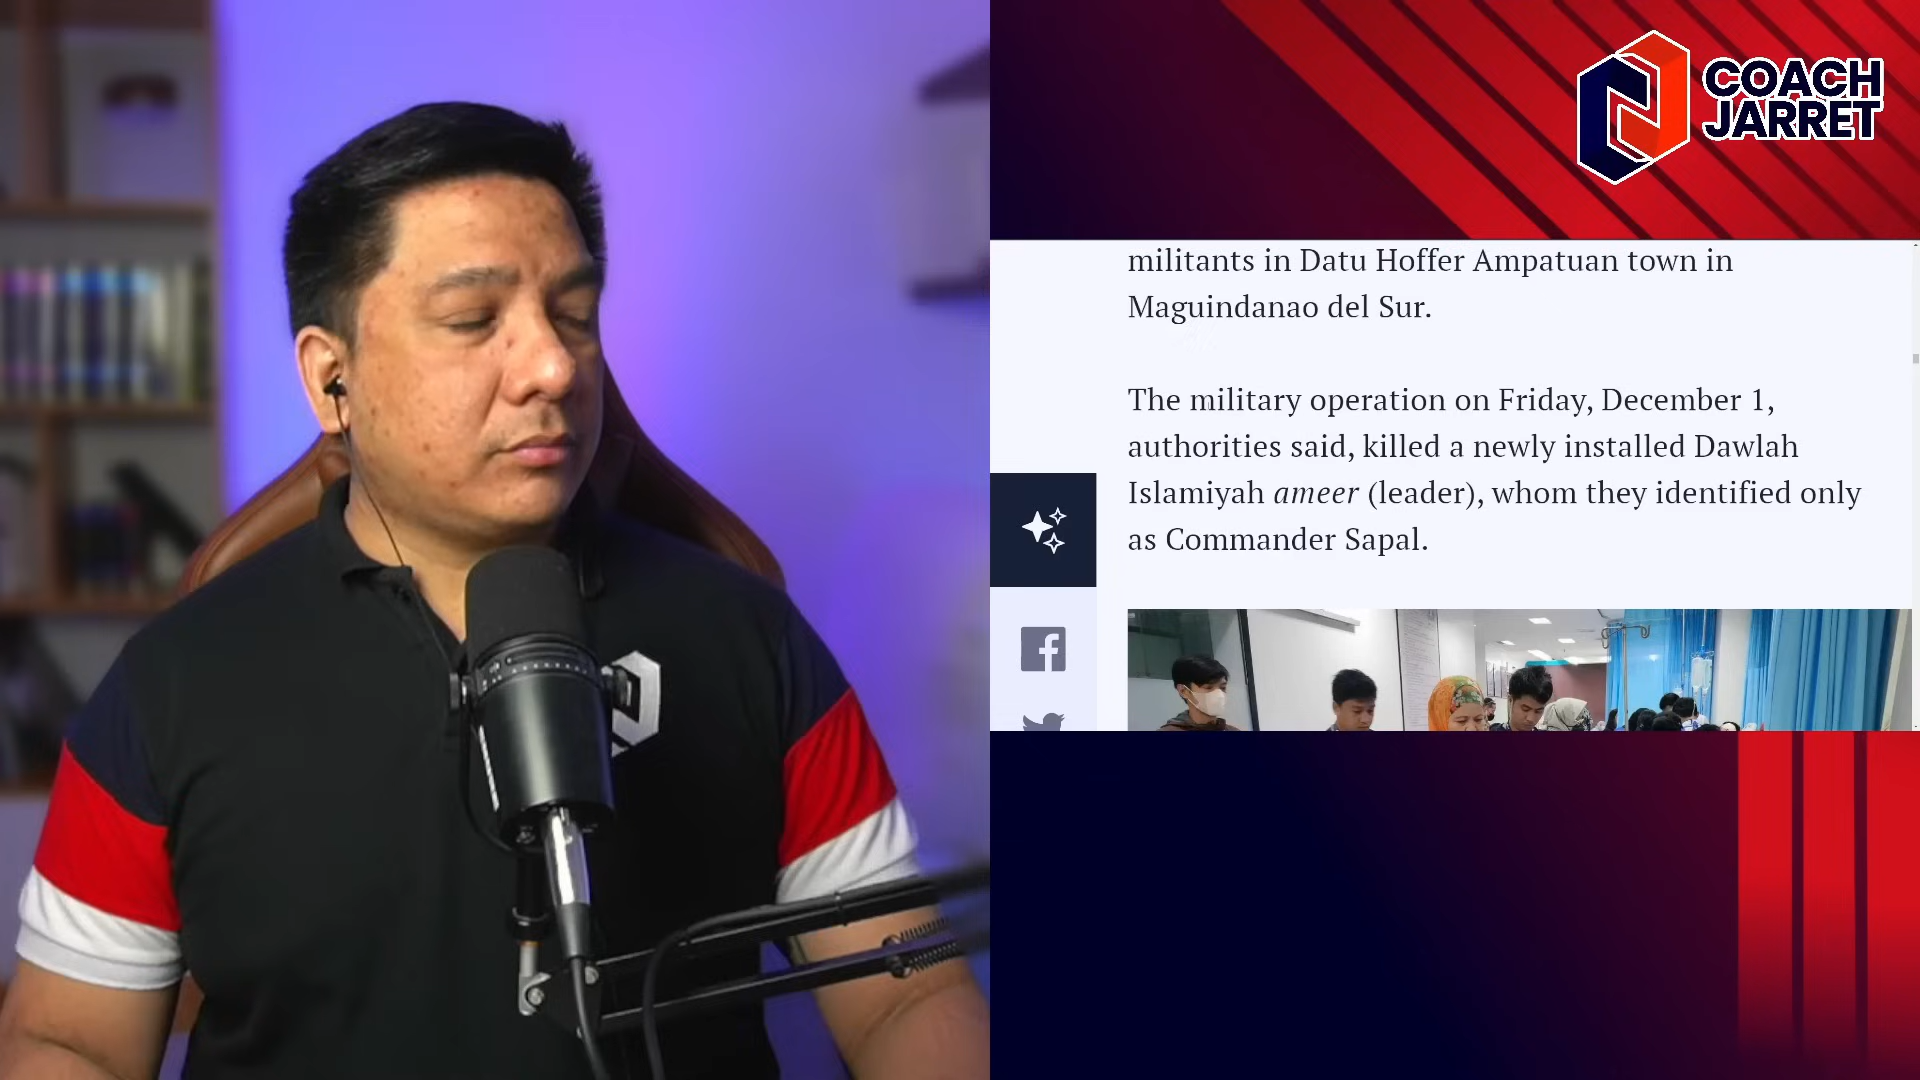 COACH
JARRET
militants in Datu Hoffer Ampatuan town in
Maguindanao del Sur.
The military operation on Friday, December 1,
authorities said, killed a newly installed Dawlah
Islamiyah ameer (leader), whom they identified only
as Commander Sapal.